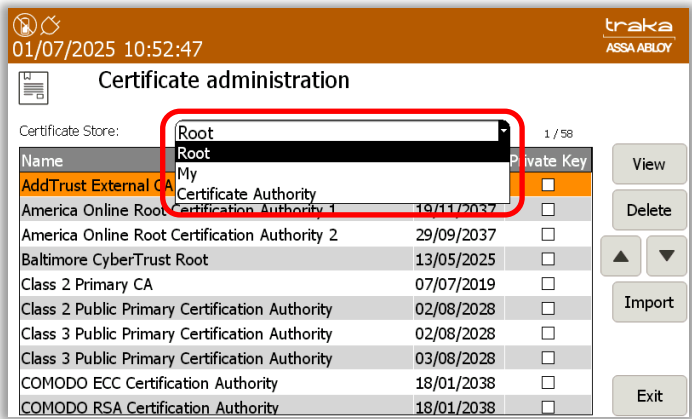 traka
01/07/2025 10:52:47
ASSA ABLOY
Certificate administration
Certificate Store:
Root
1 / 58
Root
My
Certificate Authority
Name
Private Key
AddTrust External CA
America Online Root Certification Authority 1 19/11/2037
America Online Root Certification Authority 2 29/09/2037
Baltimore CyberTrust Root 13/05/2025
Class 2 Primary CA 07/07/2019
Class 2 Public Primary Certification Authority 02/08/2028
Class 3 Public Primary Certification Authority 02/08/2028
Class 3 Public Primary Certification Authority 03/08/2028
COMODO ECC Certification Authority 18/01/2038
COMODO RSA Certification Authority 18/01/2038
View
Delete
Import
Exit